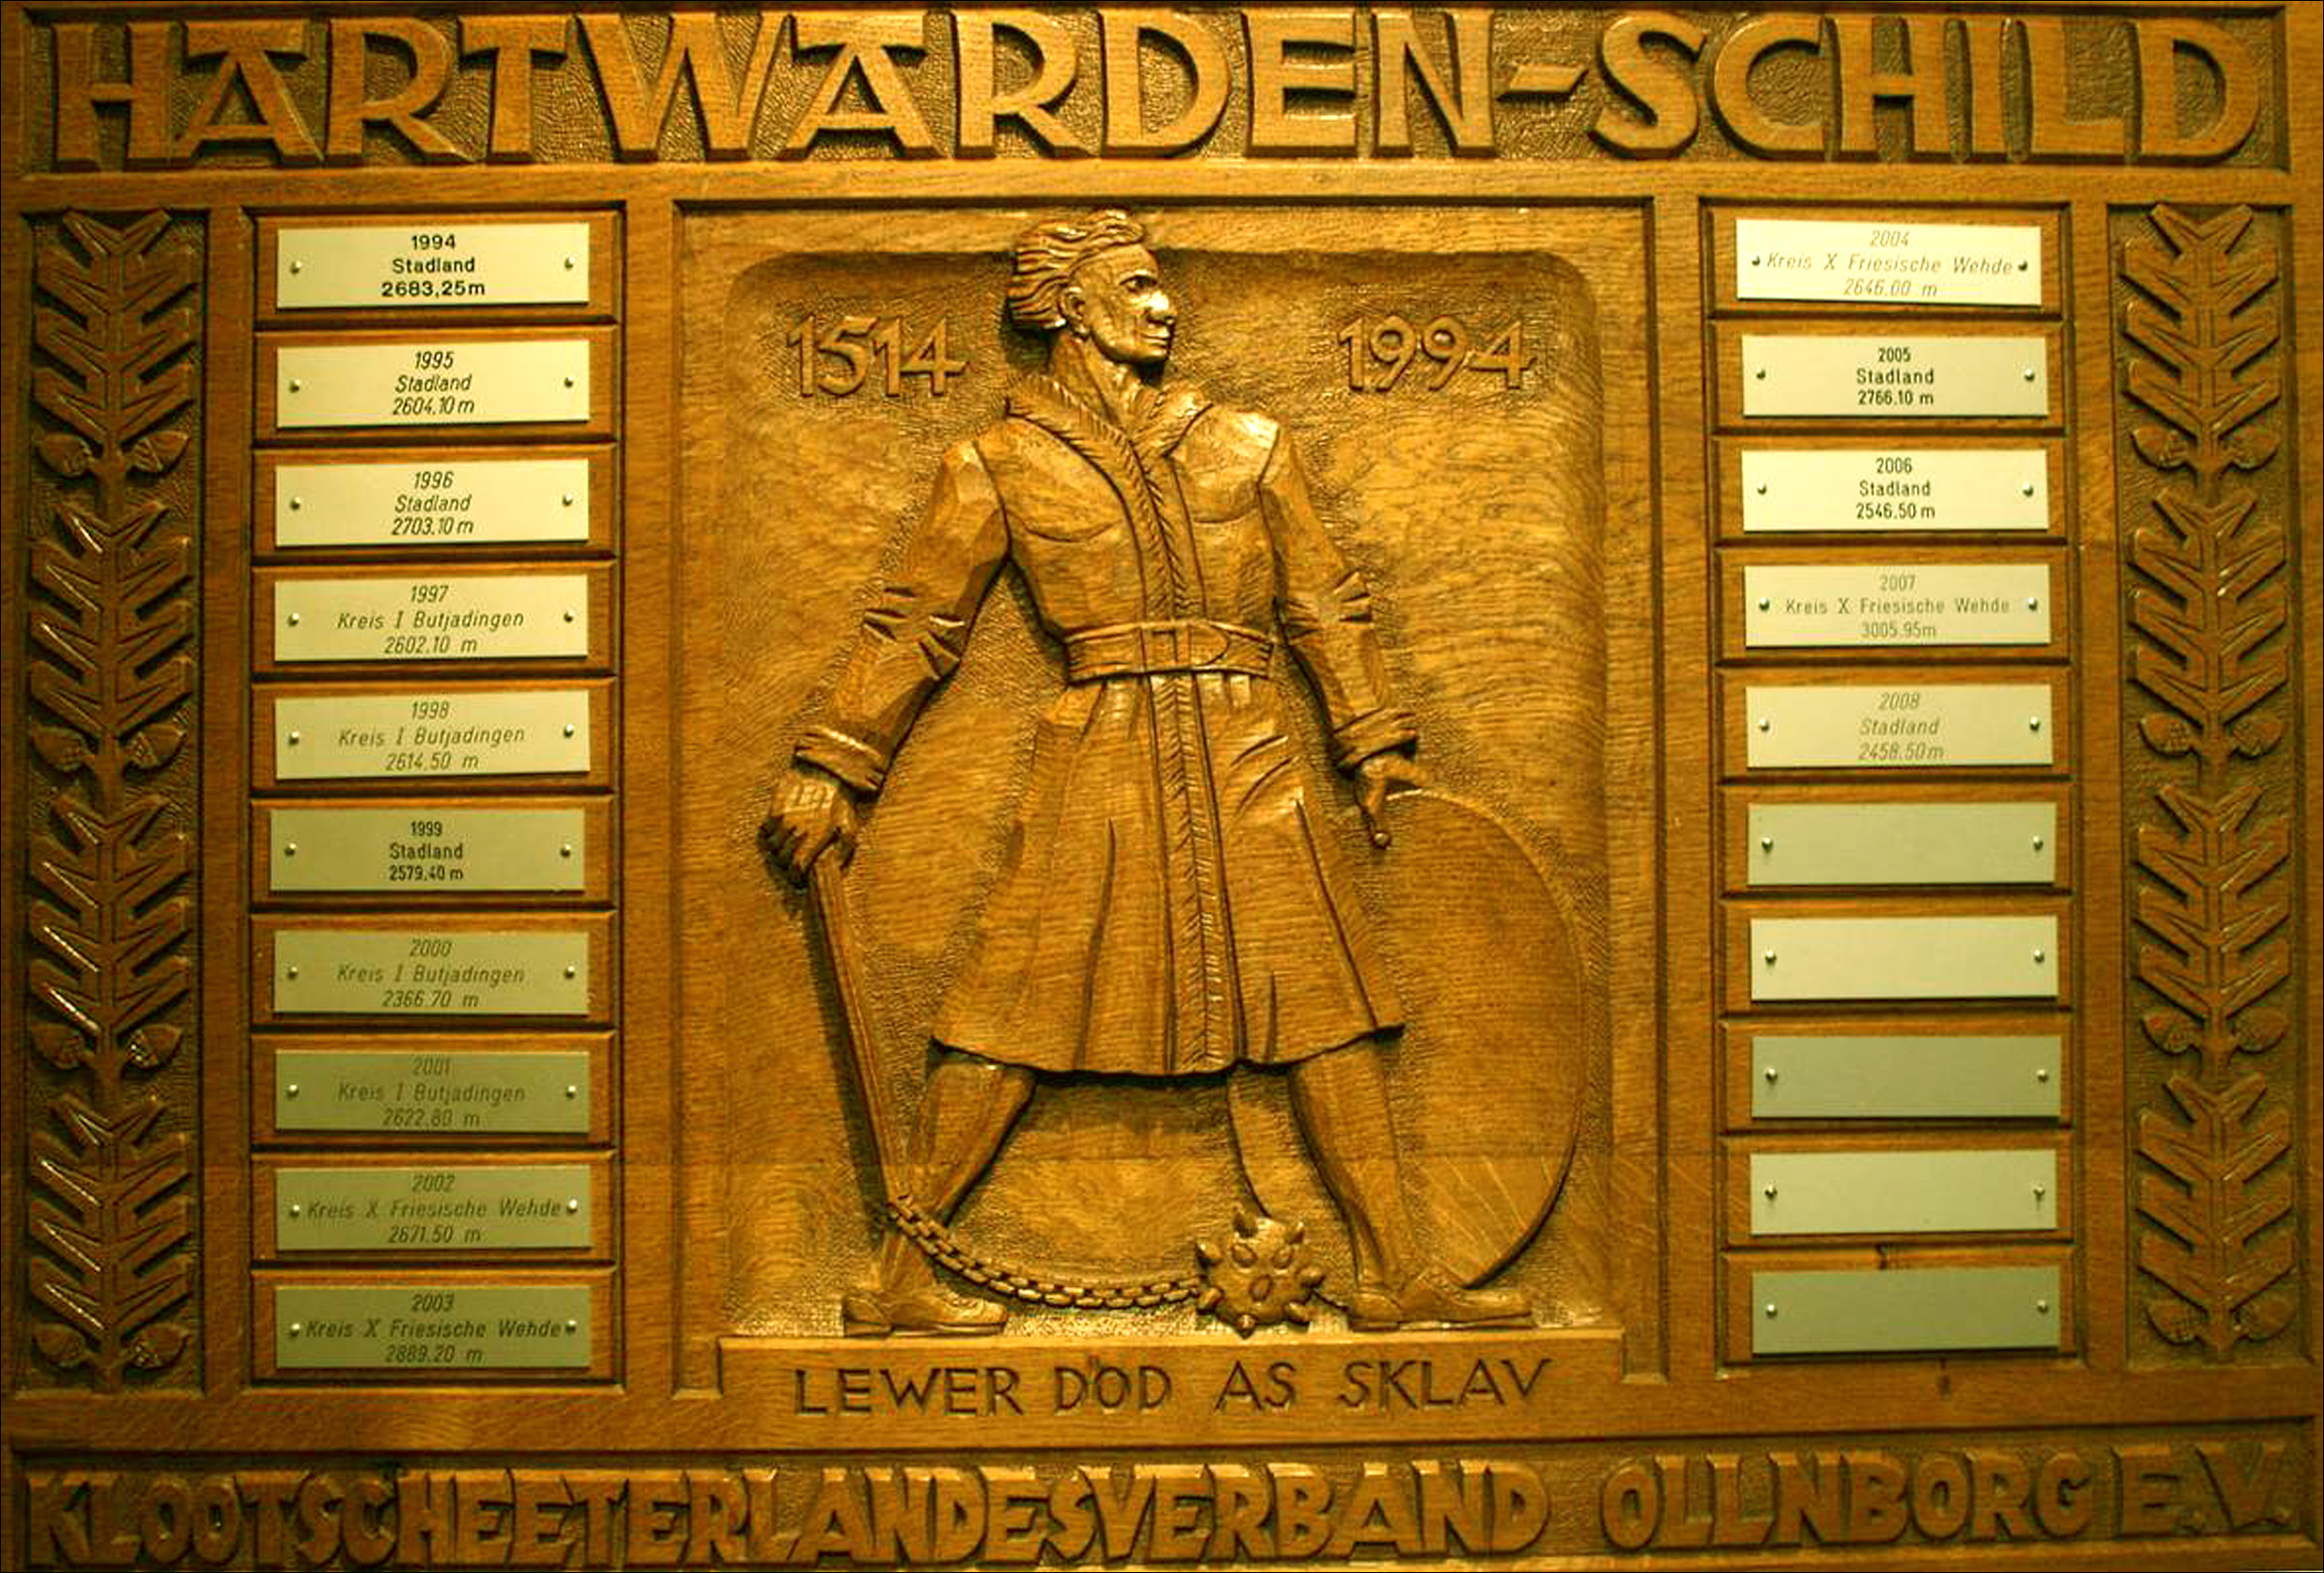 HARTWARDEN-SCHILD
1994
Stadland
2683,25m
1995
Stadland
2604.10 m
1996
Stadland
2703.10 m
1997
Kreis I Butjadingen
2602.10 m
1998
Kreis I Butjadingen
2614.50 m
1999
Stadland
2579.40 m
2000
Kreis I Butjadingen
2366.70 m
2001
Kreis I Butjadingen
2622.80 m
2002
Kreis X Friesische Wehde
2671.50 m
2003
Kreis X Friesische Wehde
2889.20 m
1514 1994
LEWER DÖD AS SKLAV
2004
Kreis X Friesische Wehde
2646.00 m
2005
Stadland
2766.10 m
2006
Stadland
2546.50 m
2007
Kreis X Friesische Wehde
3005.95m
2008
Stadland
2458.50m
KLOOTSCHEETERLANDESVERBAND OLLNBORG E.V.